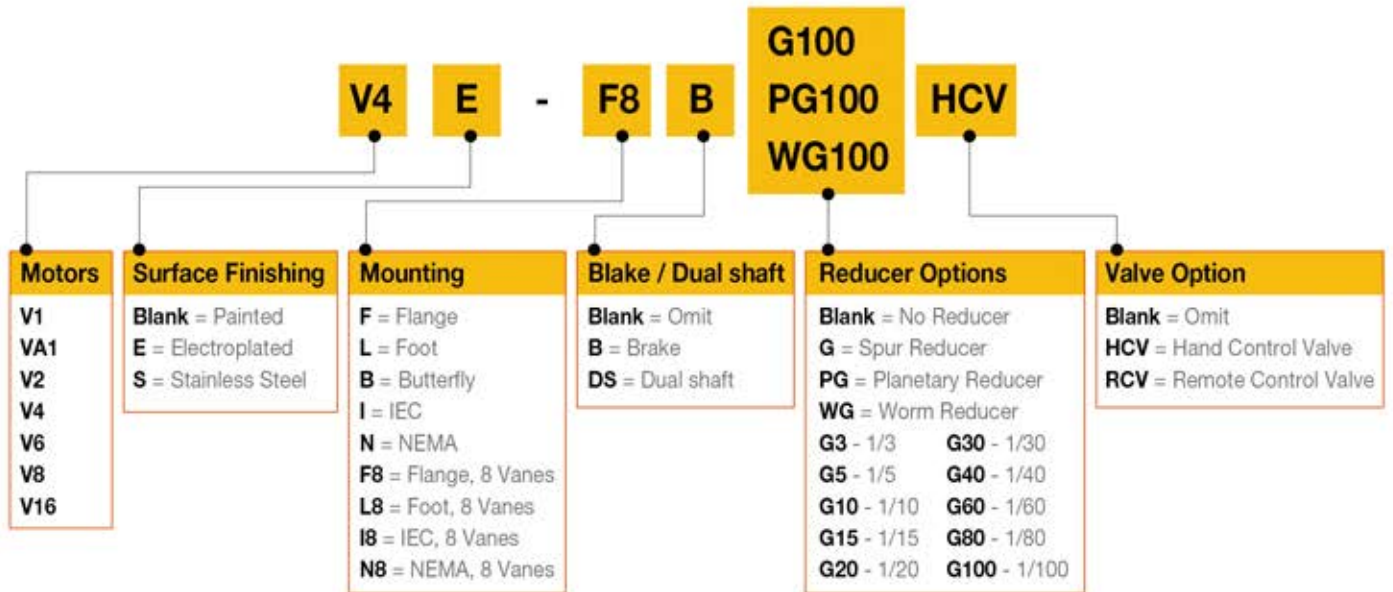 G100
V4 E - F8 B PG100 HCV
WG100
Motors
V1
VA1
V2
V4
V6
V8
V16
Surface Finishing
Blank = Painted
E = Electroplated
S = Stainless Steel
Mounting
F = Flange
L = Foot
B = Butterfly
I = IEC
N = NEMA
F8 = Flange, 8 Vanes
L8 = Foot, 8 Vanes
I8 = IEC, 8 Vanes
N8 = NEMA, 8 Vanes
Blake / Dual shaft
Blank = Omit
B = Brake
DS = Dual shaft
Reducer Options
Blank = No Reducer
G = Spur Reducer
PG = Planetary Reducer
WG = Worm Reducer
G3 - 1/3 G30 - 1/30
G5 - 1/5 G40 - 1/40
G10 - 1/10 G60 - 1/60
G15 - 1/15 G80 - 1/80
G20 - 1/20 G100 - 1/100
Valve Option
Blank = Omit
HCV = Hand Control Valve
RCV = Remote Control Valve